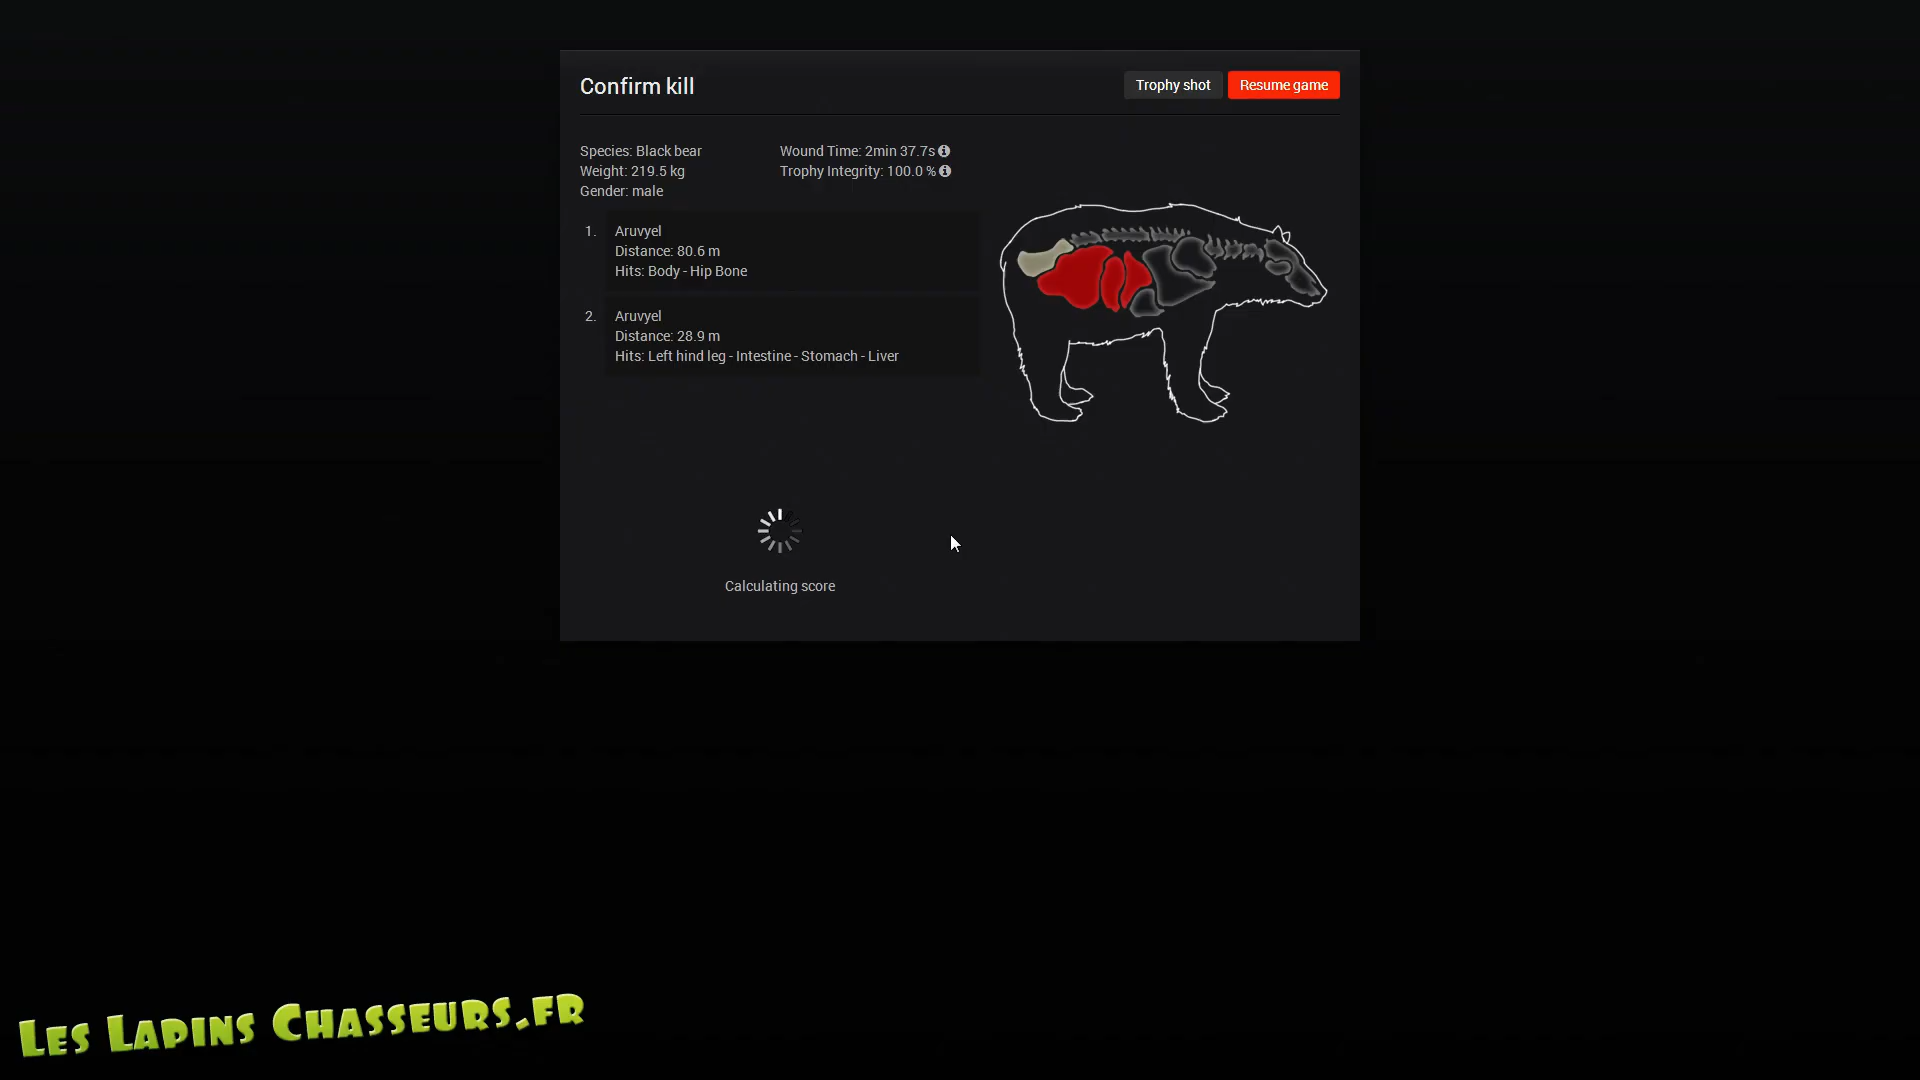 Confirm kill
Trophy shot
Resume game
Species: Black bear
Weight: 219.5 kg
Gender: male
Wound Time: 2min 37.7s
Trophy Integrity: 100.0 %
1. Aruvyel
Distance: 80.6 m
Hits: Body - Hip Bone
2. Aruvyel
Distance: 28.9 m
Hits: Left hind leg - Intestine - Stomach - Liver
Calculating score
Les Lapins Chasseurs.fr